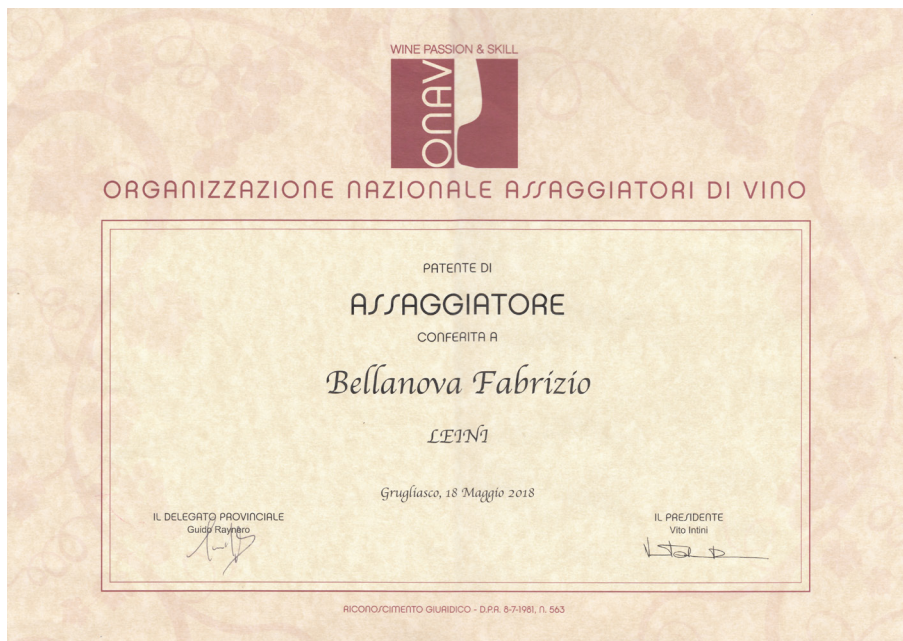 WINE PASSION & SKILL
ONAV
ORGANIZZAZIONE NAZIONALE ASSAGGIATORI DI VINO
PATENTE DI
ASSAGGIATORE
CONFERITA A
Bellanova Fabrizio
LEINI
Grugliasco, 18 Maggio 2018
IL DELEGATO PROVINCIALE
Guido Raynero
IL PRESIDENTE
Vito Intini
RICONOSCIMENTO GIURIDICO - D.P.R. 8-7-1981, N. 563